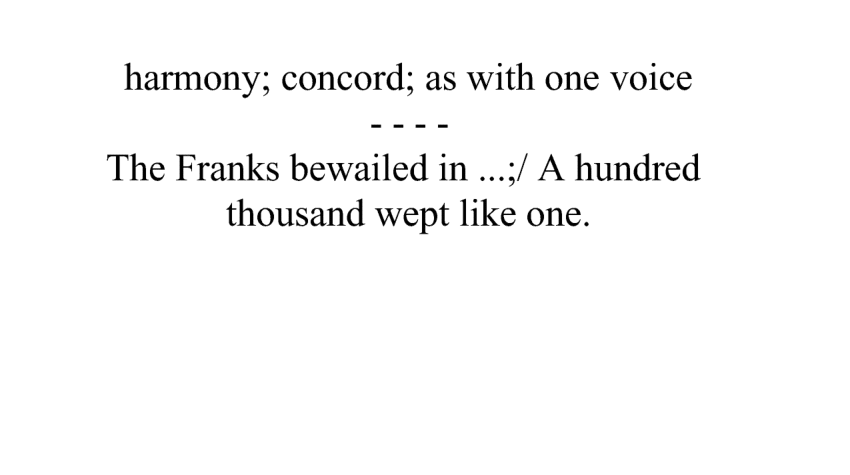 harmony; concord; as with one voice
- - - -
The Franks bewailed in ...;/ A hundred
thousand wept like one.